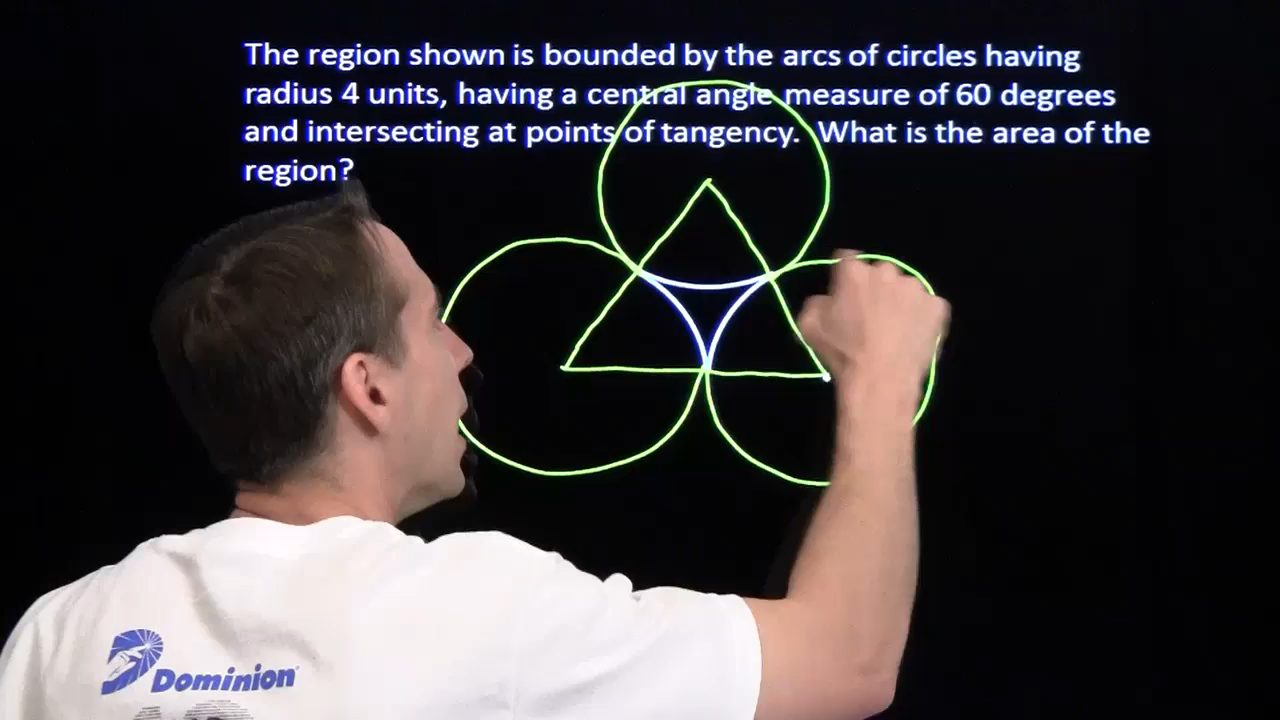 The region shown is bounded by the arcs of circles having
radius 4 units, having a central angle measure of 60 degrees
and intersecting at points of tangency.  What is the area of the
region?
Dominion